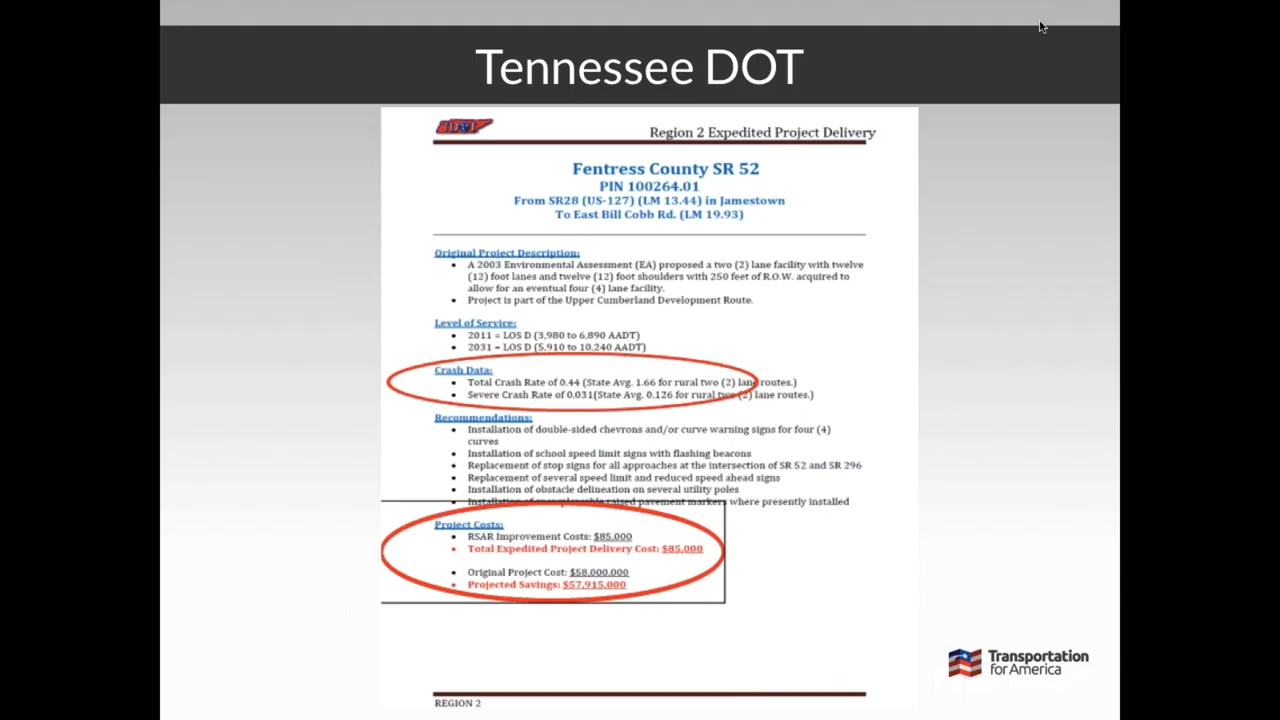 Tennessee DOT
TDOT
Region 2 Expedited Project Delivery
Fentress County SR 52
PIN 100264.01
From SR28 (US-127) (LM 13.44) in Jamestown
To East Bill Cobb Rd. (LM 19.93)
Original Project Description:
• A 2003 Environmental Assessment (EA) proposed a two (2) lane facility with twelve
(12) foot lanes and twelve (12) foot shoulders with 250 feet of R.O.W. acquired to
allow for an eventual four (4) lane facility.
• Project is part of the Upper Cumberland Development Route.
Level of Service:
• 2011 = LOS D (3,980 to 6,890 AADT)
• 2031 = LOS D (5,910 to 10,240 AADT)
Crash Data:
• Total Crash Rate of 0.44 (State Avg. 1.66 for rural two (2) lane routes.)
• Severe Crash Rate of 0.031(State Avg. 0.126 for rural two (2) lane routes.)
Recommendations:
• Installation of double-sided chevrons and/or curve warning signs for four (4)
curves
• Installation of school speed limit signs with flashing beacons
• Replacement of stop signs for all approaches at the intersection of SR 52 and SR 296
• Replacement of several speed limit and reduced speed ahead signs
• Installation of obstacle delineation on several utility poles
• Installation of snowplowable raised pavement markers where presently installed
Project Costs:
• RSAR Improvement Costs: $85,000
• Total Expedited Project Delivery Cost: $85,000
• Original Project Cost: $58,000,000
• Projected Savings: $57,915,000
Transportation
for America
REGION 2